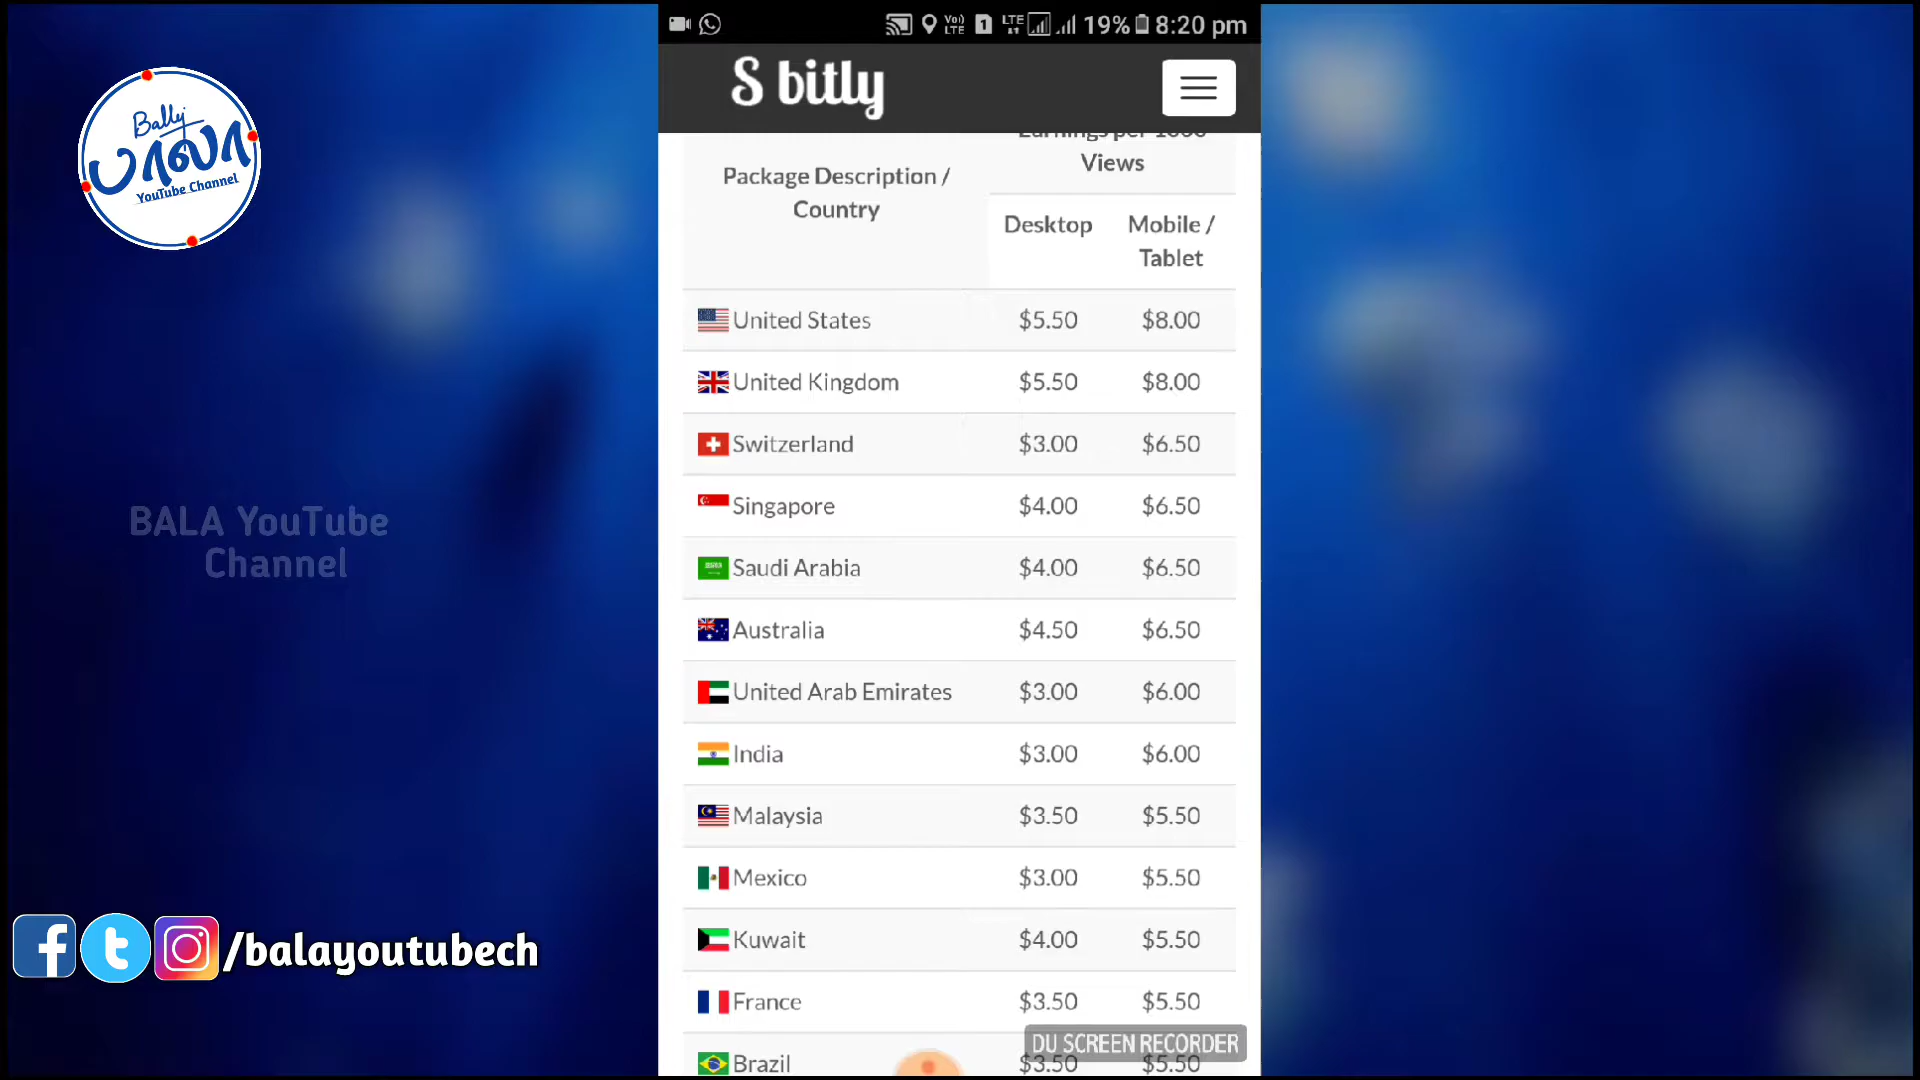 Bally
பாலா
YouTube Channel
BALA YouTube
Channel
/balayoutubech
19% 8:20 pm
S bitly
Earnings per 1000
Views
Package Description /
Country
Desktop
Mobile /
Tablet
United States $5.50 $8.00
United Kingdom $5.50 $8.00
Switzerland $3.00 $6.50
Singapore $4.00 $6.50
Saudi Arabia $4.00 $6.50
Australia $4.50 $6.50
United Arab Emirates $3.00 $6.00
India $3.00 $6.00
Malaysia $3.50 $5.50
Mexico $3.00 $5.50
Kuwait $4.00 $5.50
France $3.50 $5.50
DU SCREEN RECORDER
Brazil $3.50 $5.50